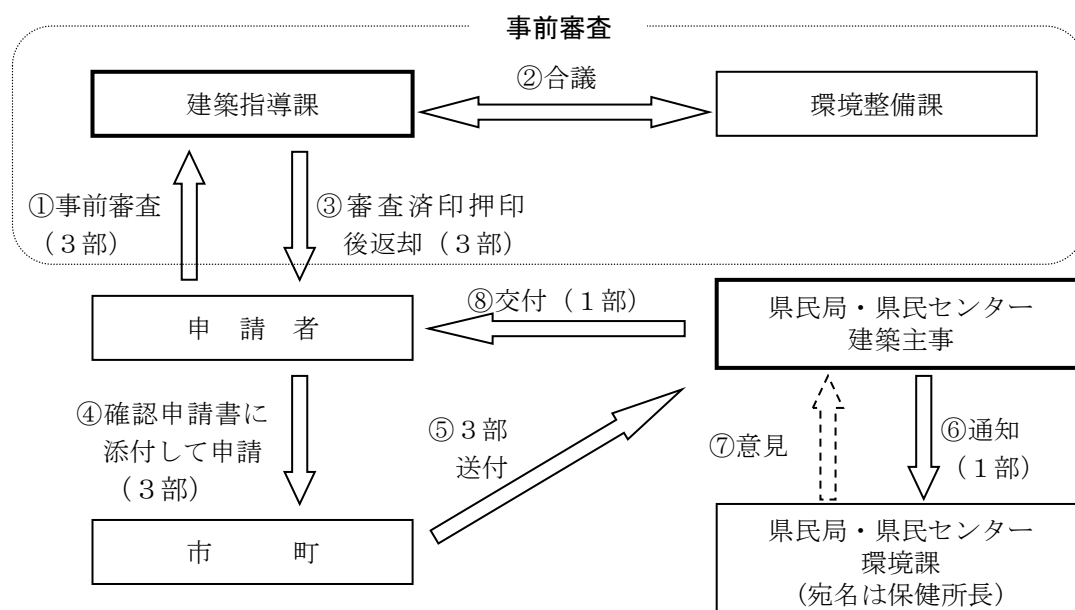 事前審査
②合議
建築指導課
環境整備課
①事前審査
（３部）
③審査済印押印
後返却（３部）
⑧交付（１部）
申　請　者
県民局・県民センター
建築主事
④確認申請書に
添付して申請
（３部）
⑤３部
送付
⑦意見
⑥通知
（１部）
市　　　町
県民局・県民センター
環境課
(宛名は保健所長)